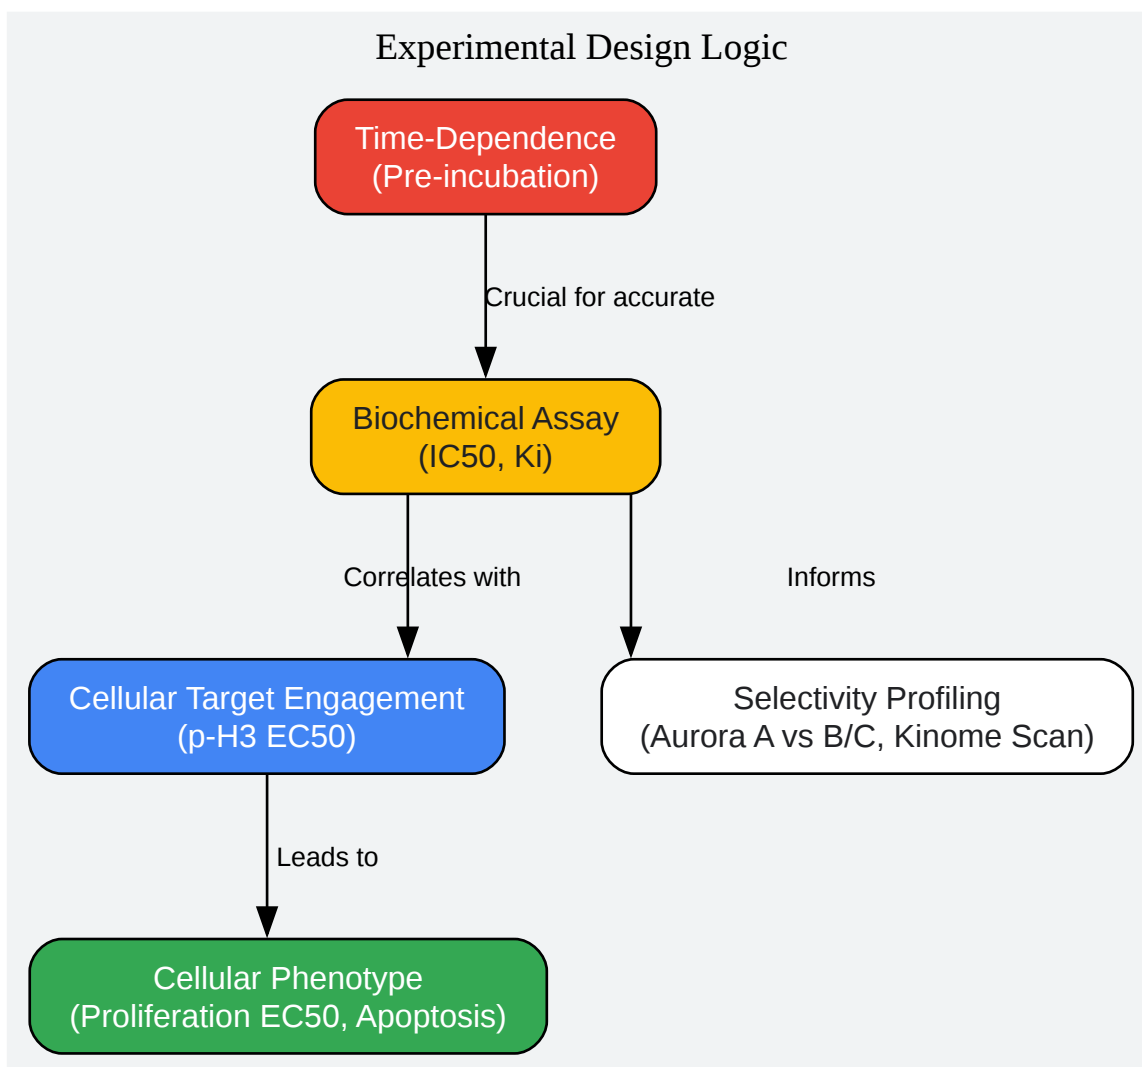 Experimental Design Logic
Time-Dependence
(Pre-incubation)
Crucial for accurate
Biochemical Assay
(IC50, Ki)
Correlates with
Informs
Cellular Target Engagement
(p-H3 EC50)
Selectivity Profiling
(Aurora A vs B/C, Kinome Scan)
Leads to
Cellular Phenotype
(Proliferation EC50, Apoptosis)